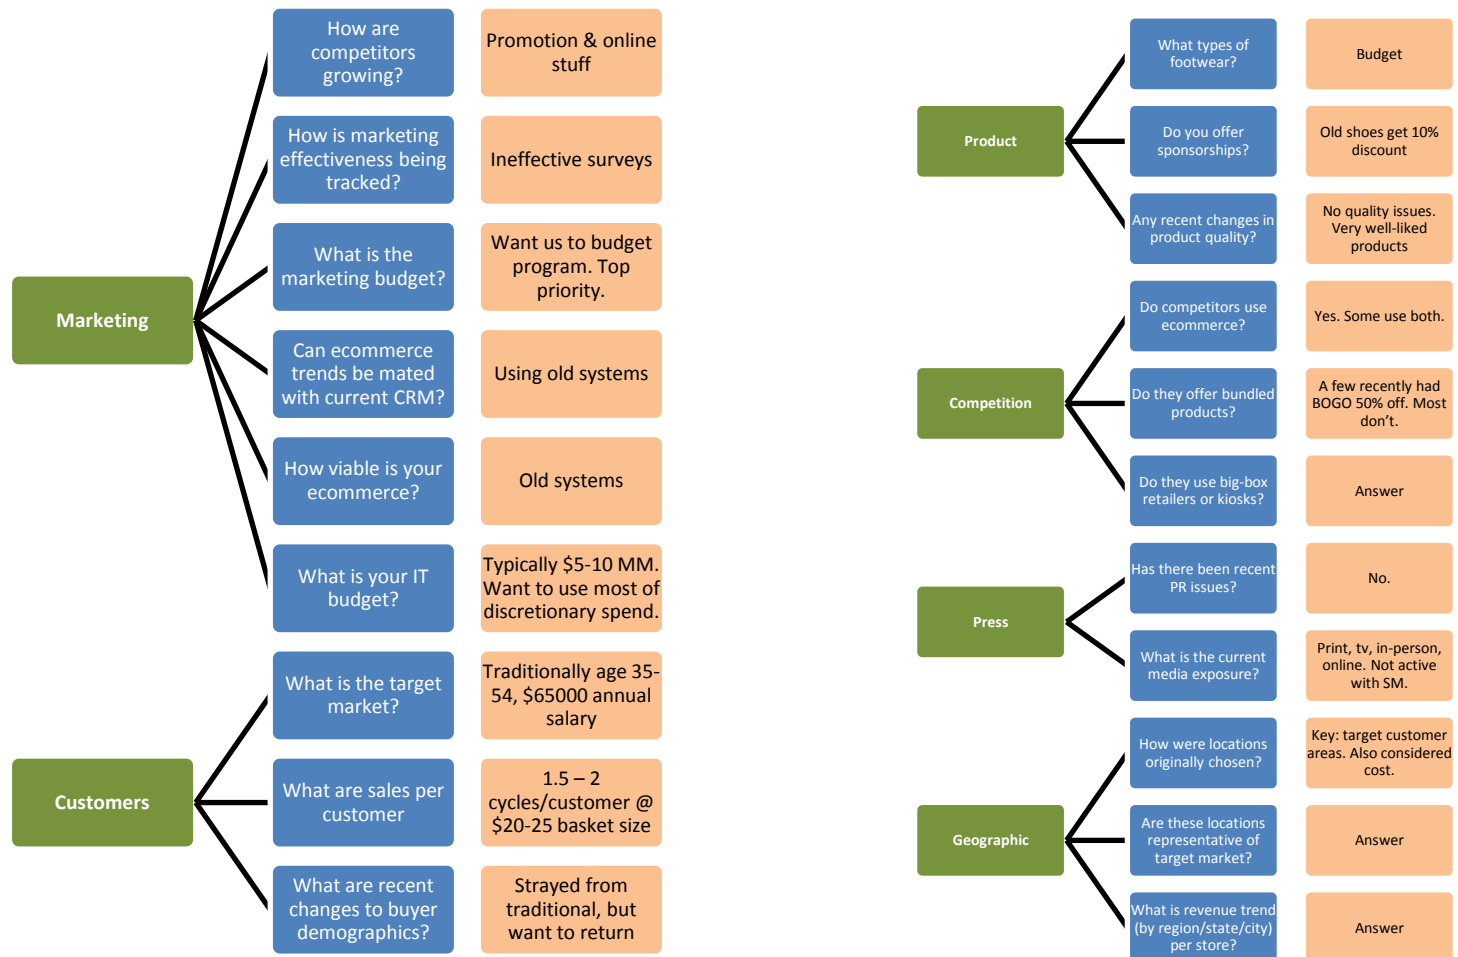 Marketing
How are
competitors
growing?
Promotion & online
stuff
How is marketing
effectiveness being
tracked?
Ineffective surveys
What is the
marketing budget?
Want us to budget
program. Top
priority.
Can ecommerce
trends be mated
with current CRM?
Using old systems
How viable is your
ecommerce?
Old systems
What is your IT
budget?
Typically $5-10 MM.
Want to use most of
discretionary spend.
Customers
What is the target
market?
Traditionally age 35-
54, $65000 annual
salary
What are sales per
customer
1.5 – 2
cycles/customer @
$20-25 basket size
What are recent
changes to buyer
demographics?
Strayed from
traditional, but
want to return
Product
What types of
footwear?
Budget
Do you offer
sponsorships?
Old shoes get 10%
discount
Any recent changes in
product quality?
No quality issues.
Very well-liked
products
Competition
Do competitors use
ecommerce?
Yes. Some use both.
Do they offer bundled
products?
A few recently had
BOGO 50% off. Most
don’t.
Do they use big-box
retailers or kiosks?
Answer
Press
Has there been recent
PR issues?
No.
What is the current
media exposure?
Print, tv, in-person,
online. Not active
with SM.
Geographic
How were locations
originally chosen?
Key: target customer
areas. Also considered
cost.
Are these locations
representative of
target market?
Answer
What is revenue trend
(by region/state/city)
per store?
Answer